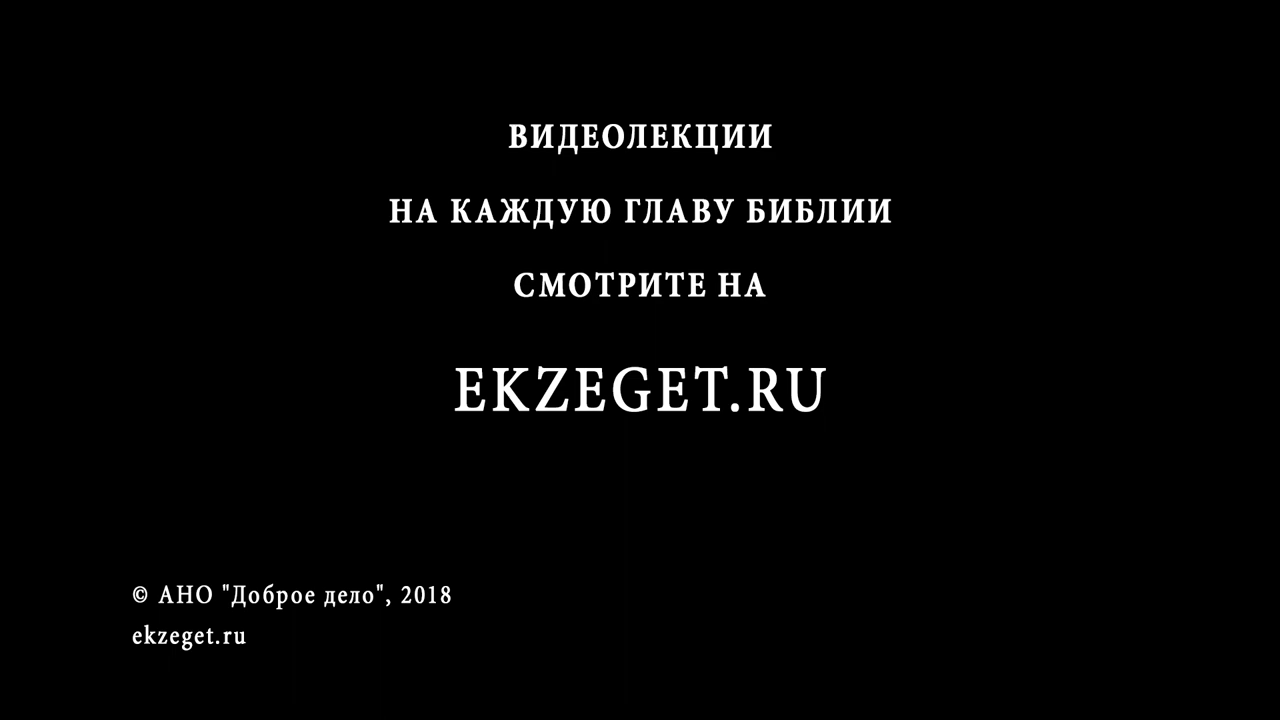 ВИДЕОЛЕКЦИИ
НА КАЖДУЮ ГЛАВУ БИБЛИИ
СМОТРИТЕ НА
EKZEGET.RU
© АНО "Доброе дело", 2018
ekzeget.ru